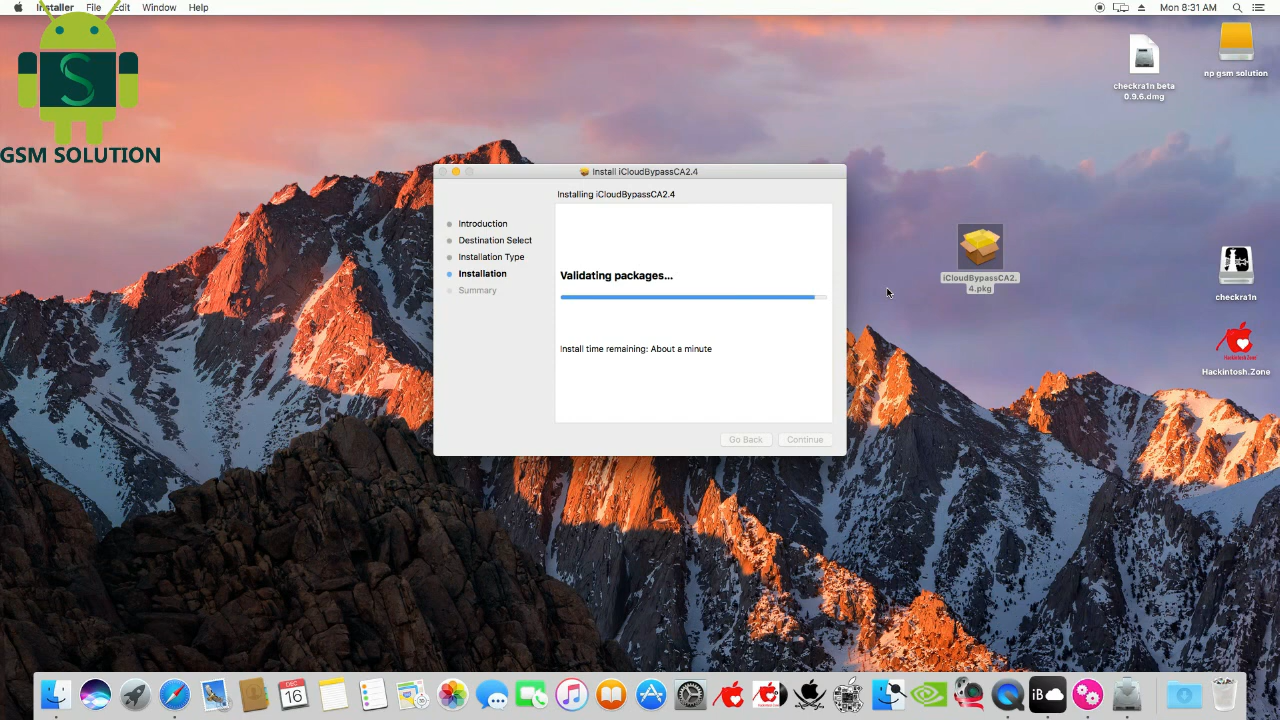 Installer File Edit Window Help
Mon 8:31 AM
S
GSM SOLUTION
checkra1n beta
0.9.6.dmg
np gsm solution
Install iCloudBypassCA2.4
Installing iCloudBypassCA2.4
Introduction
Destination Select
Installation Type
Installation
Summary
Validating packages...
Install time remaining: About a minute
Go Back
Continue
iCloudBypassCA2.
4.pkg
checkra1n
Hackintosh.Zone
DEC
16
iB